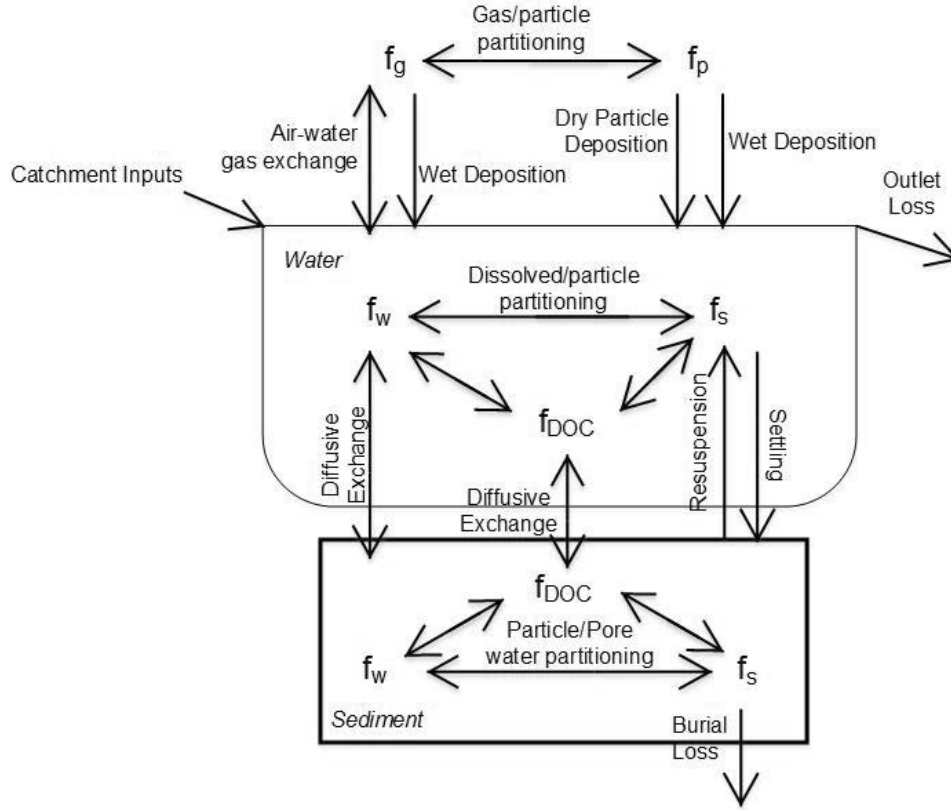 Gas/particle
partitioning
fg
fp
Air-water
gas exchange
Dry Particle
Deposition
Wet Deposition
Catchment Inputs
Wet Deposition
Outlet
Loss
Water
Dissolved/particle
partitioning
fw
fs
fDOC
Diffusive
Exchange
Diffusive
Exchange
Resuspension
Settling
fDOC
Particle/Pore
water partitioning
fw
fs
Sediment
Burial
Loss